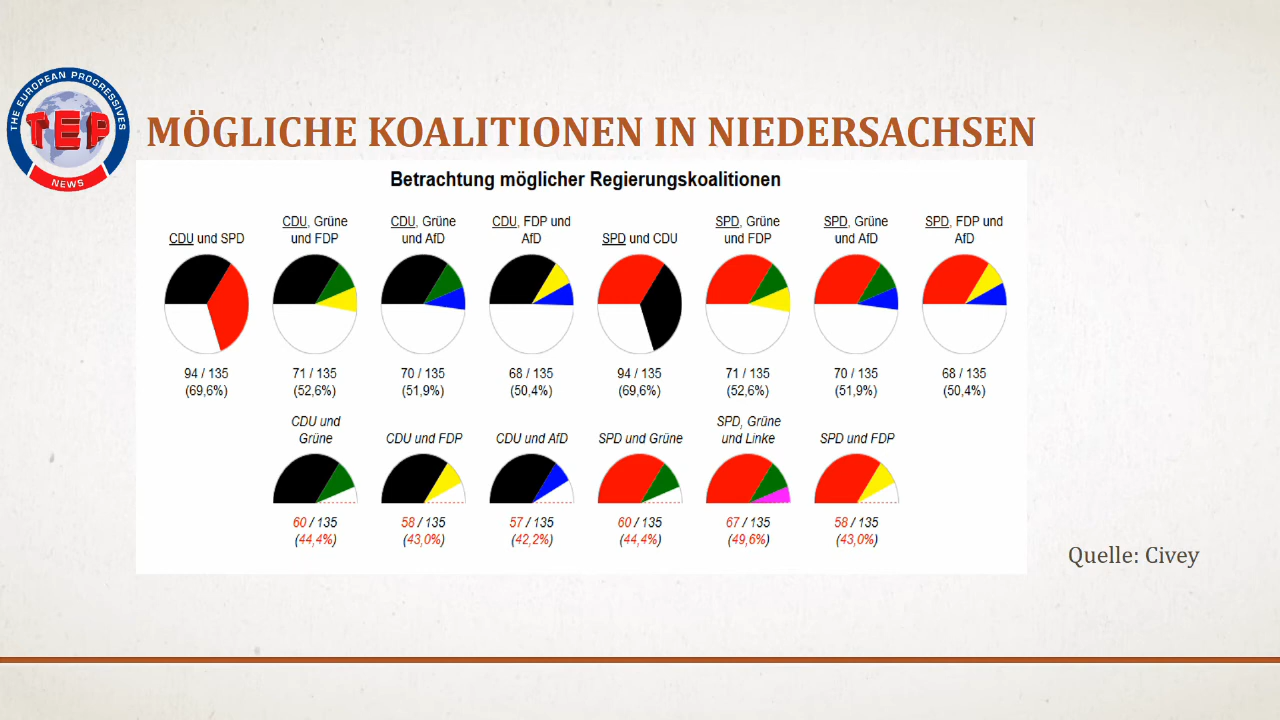 THE EUROPEAN PROGRESSIVES
TEP
NEWS
MÖGLICHE KOALITIONEN IN NIEDERSACHSEN
Betrachtung möglicher Regierungskoalitionen
CDU und SPD
CDU, Grüne
und FDP
CDU, Grüne
und AfD
CDU, FDP und
AfD
SPD und CDU
SPD, Grüne
und FDP
SPD, Grüne
und AfD
SPD, FDP und
AfD
94 / 135
(69,6%)
71 / 135
(52,6%)
70 / 135
(51,9%)
68 / 135
(50,4%)
94 / 135
(69,6%)
71 / 135
(52,6%)
70 / 135
(51,9%)
68 / 135
(50,4%)
CDU und
Grüne
CDU und FDP
CDU und AfD
SPD und Grüne
SPD, Grüne
und Linke
SPD und FDP
60 / 135
(44,4%)
58 / 135
(43,0%)
57 / 135
(42,2%)
60 / 135
(44,4%)
67 / 135
(49,6%)
58 / 135
(43,0%)
Quelle: Civey